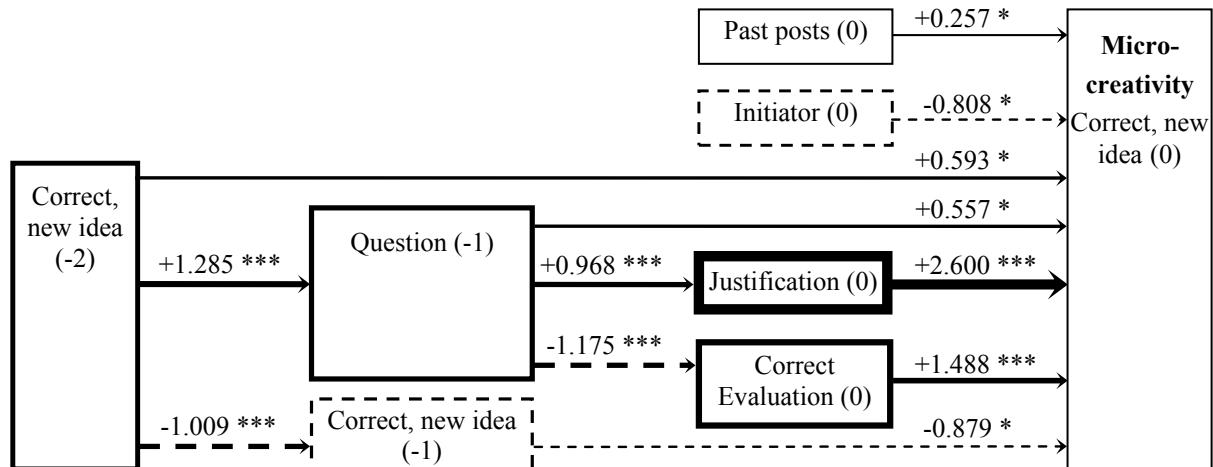 Past posts (0)
+0.257 *
Micro-
creativity
Correct, new
idea (0)
Initiator (0)
-0.808 *
+0.593 *
Correct,
new idea
(-2)
+0.557 *
Question (-1)
+1.285 ***
+0.968 ***
Justification (0)
+2.600 ***
-1.175 ***
Correct
Evaluation (0)
+1.488 ***
-1.009 ***
Correct, new idea
(-1)
-0.879 *